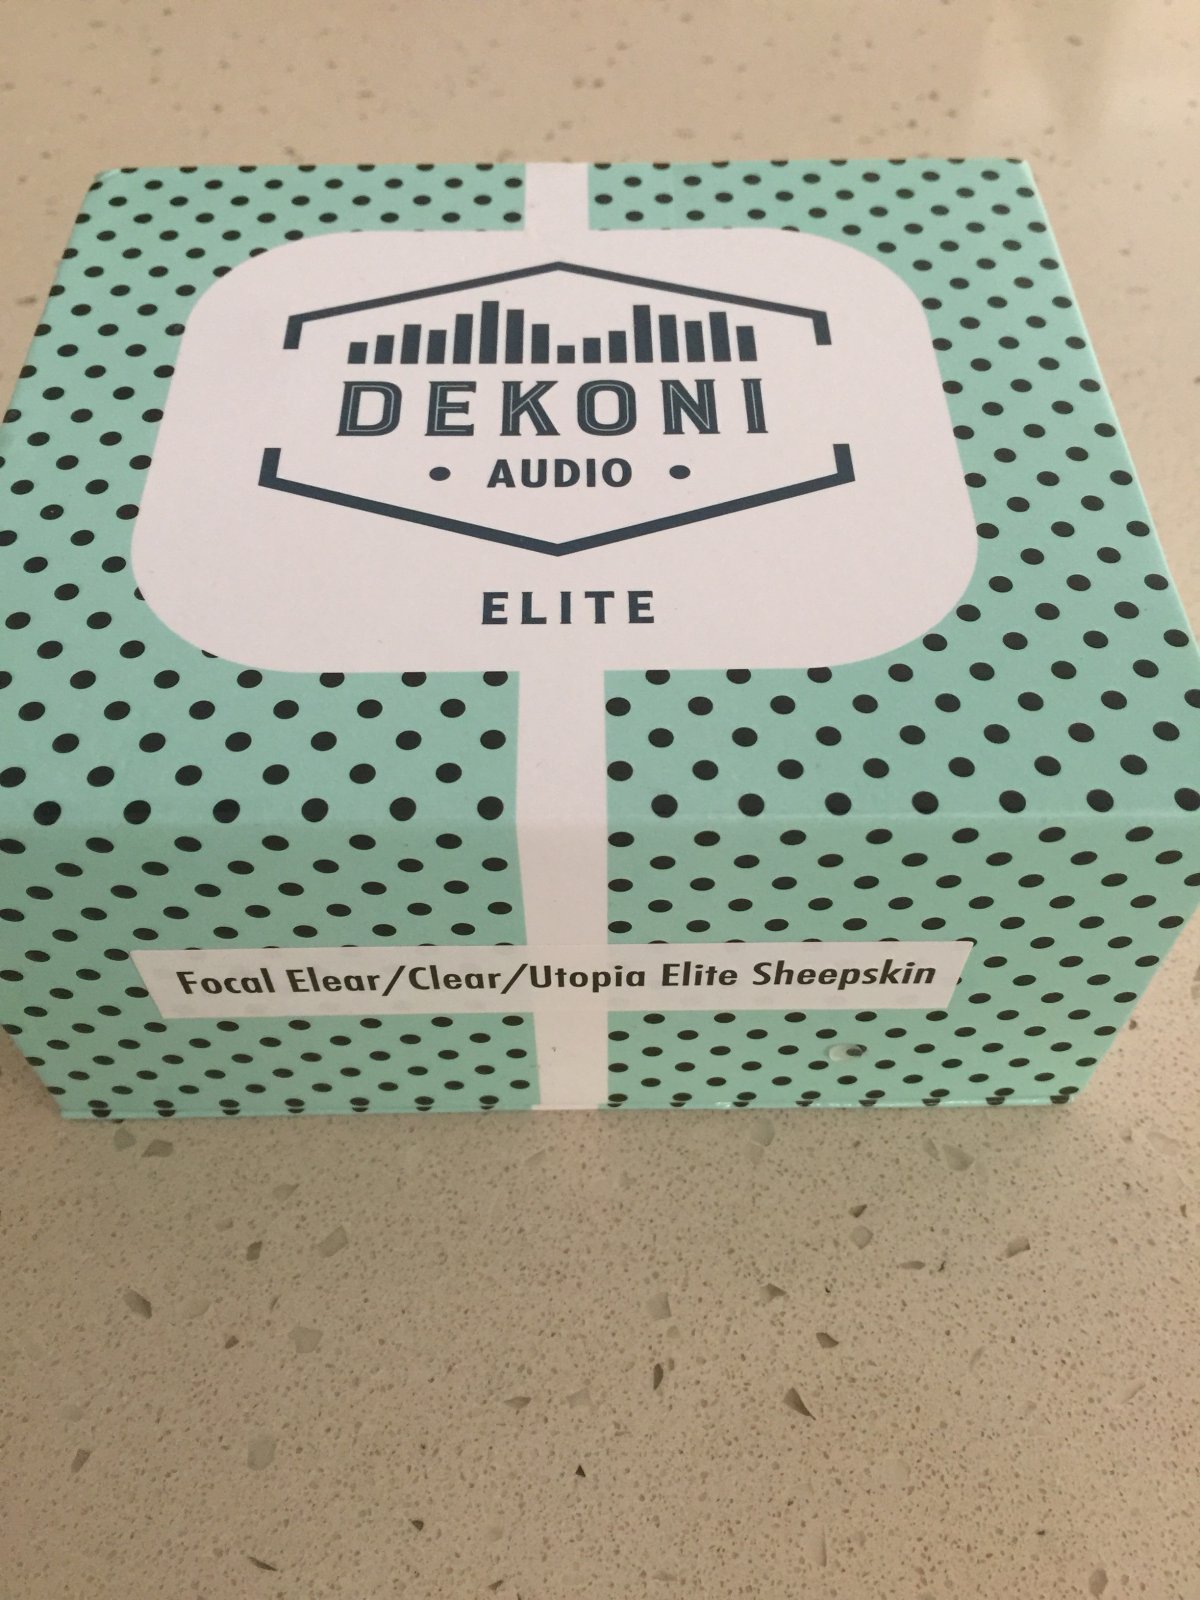 DEKONI
• AUDIO •
ELITE
Focal Elear/Clear/Utopia Elite Sheepskin